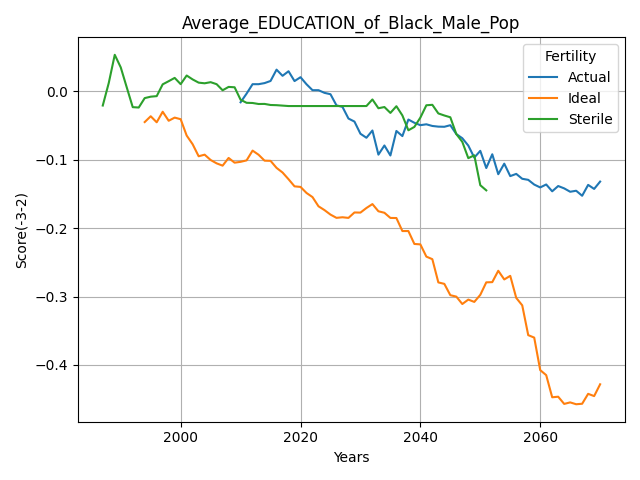 Average_EDUCATION_of_Black_Male_Pop
Fertility
Actual
Ideal
Sterile
Score(-3-2)
0.0
−0.1
−0.2
−0.3
−0.4
2000
2020
2040
2060
Years